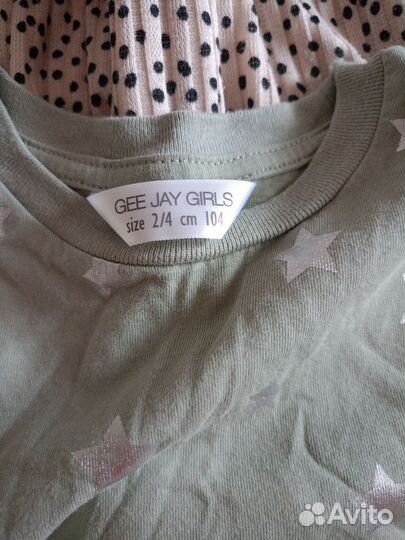 GEE JAY GIRLS
size 2/4 cm 104
Avito